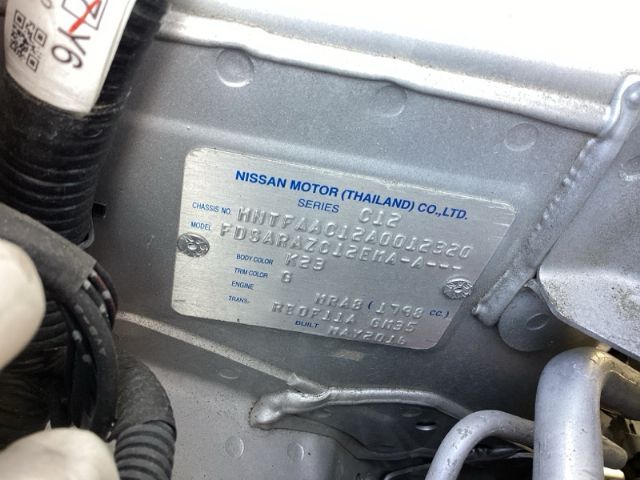 Y6
NISSAN MOTOR (THAILAND) CO., LTD.
SERIES C12
CHASSIS NO. MNTFAAC12A0012320
MODEL FDSARAZC12EMA-A---
BODY COLOR K23
TRIM COLOR G
ENGINE MRA8 (1798 CC.)
TRANS. RE0F11A GM35
BUILT MAY2016